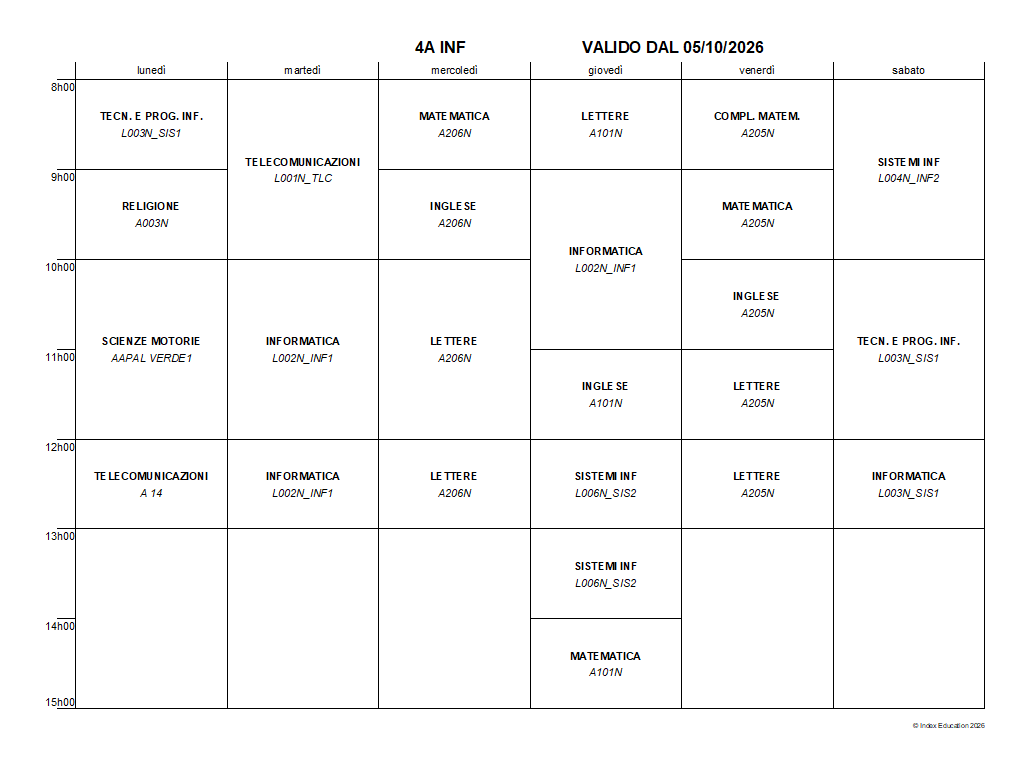 4A INF VALIDO DAL 05/10/2026
lunedì martedì mercoledì giovedì venerdì sabato
8h00
TECN. E PROG. INF. MATEMATICA LETTERE COMPL. MATEM.
L003N_SIS1 A206N A101N A205N
TELECOMUNICAZIONI SISTEMI INF
9h00 L001N_TLC L004N_INF2
RELIGIONE INGLESE MATEMATICA
A003N A206N A205N
INFORMATICA
10h00 L002N_INF1
INGLESE
A205N
SCIENZE MOTORIE INFORMATICA LETTERE TECN. E PROG. INF.
11h00 AAPAL VERDE1 L002N_INF1 A206N L003N_SIS1
INGLESE LETTERE
A101N A205N
12h00
TELECOMUNICAZIONI INFORMATICA LETTERE SISTEMI INF LETTERE INFORMATICA
A 14 L002N_INF1 A206N L006N_SIS2 A205N L003N_SIS1
13h00
SISTEMI INF
L006N_SIS2
14h00
MATEMATICA
A101N
15h00
© Index Education 2026